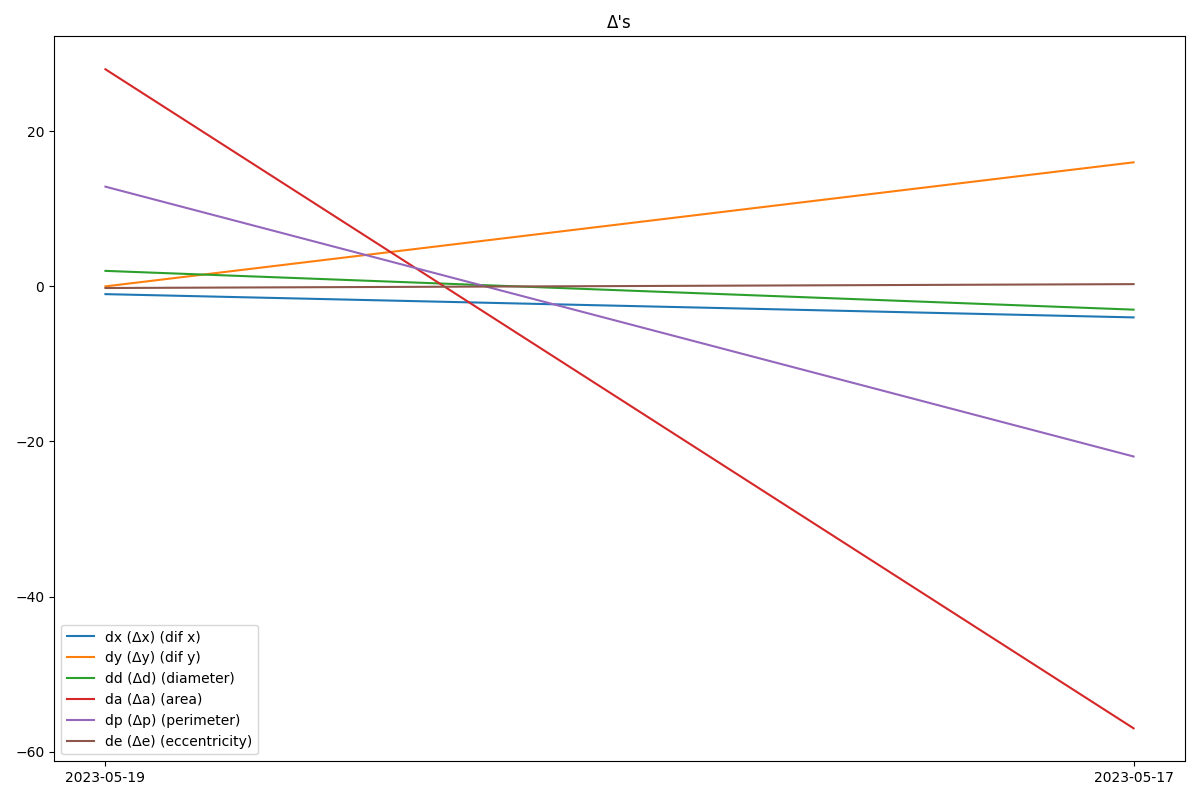 Δ's
20
0
−20
−40
−60
dx (Δx) (dif x)
dy (Δy) (dif y)
dd (Δd) (diameter)
da (Δa) (area)
dp (Δp) (perimeter)
de (Δe) (eccentricity)
2023-05-19 2023-05-17